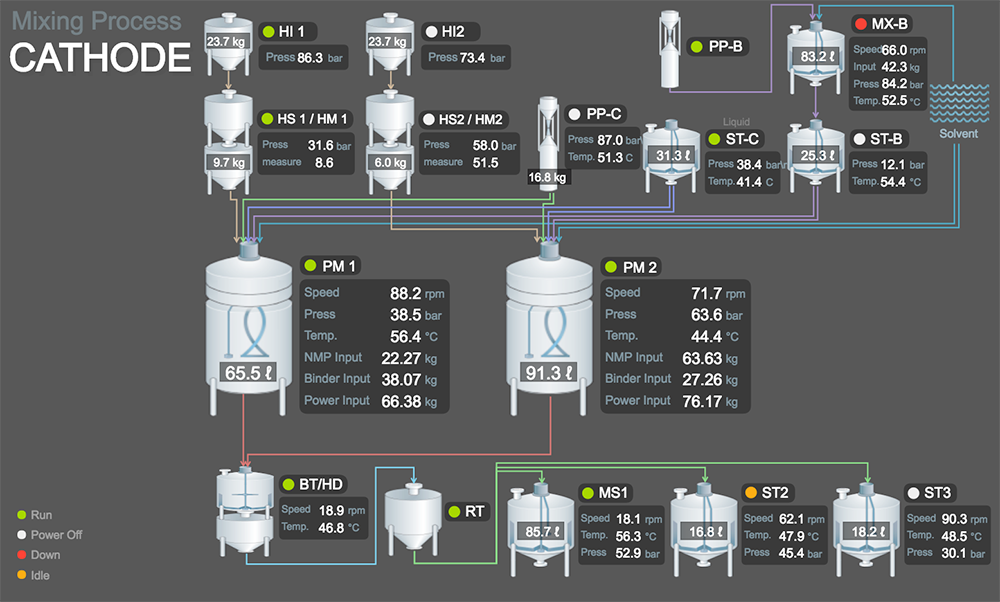 Mixing Process
CATHODE
23.7 kg
HI 1
Press 86.3 bar
23.7 kg
HI2
Press 73.4 bar
PP-B
83.2 ℓ
MX-B
Speed 66.0 rpm
Input 42.3 kg
Press 84.2 bar
Temp. 52.5 °C
Solvent
9.7 kg
HS 1 / HM 1
Press 31.6 bar
measure 8.6
6.0 kg
HS2 / HM2
Press 58.0 bar
measure 51.5
16.8 kg
PP-C
Press 87.0 bar
Temp. 51.3 C
31.3 ℓ
Liquid
ST-C
Press 38.4 bar
Temp. 41.4 C
25.3 ℓ
ST-B
Press 12.1 bar
Temp. 54.4 °C
65.5 ℓ
PM 1
Speed 88.2 rpm
Press 38.5 bar
Temp. 56.4 °C
NMP Input 22.27 kg
Binder Input 38.07 kg
Power Input 66.38 kg
91.3 ℓ
PM 2
Speed 71.7 rpm
Press 63.6 bar
Temp. 44.4 °C
NMP Input 63.63 kg
Binder Input 27.26 kg
Power Input 76.17 kg
BT/HD
Speed 18.9 rpm
Temp. 46.8 °C
RT
85.7 ℓ
MS1
Speed 18.1 rpm
Temp. 56.3 °C
Press 52.9 bar
16.8 ℓ
ST2
Speed 62.1 rpm
Temp. 47.9 °C
Press 45.4 bar
18.2 ℓ
ST3
Speed 90.3 rpm
Temp. 48.5 °C
Press 30.1 bar
Run
Power Off
Down
Idle